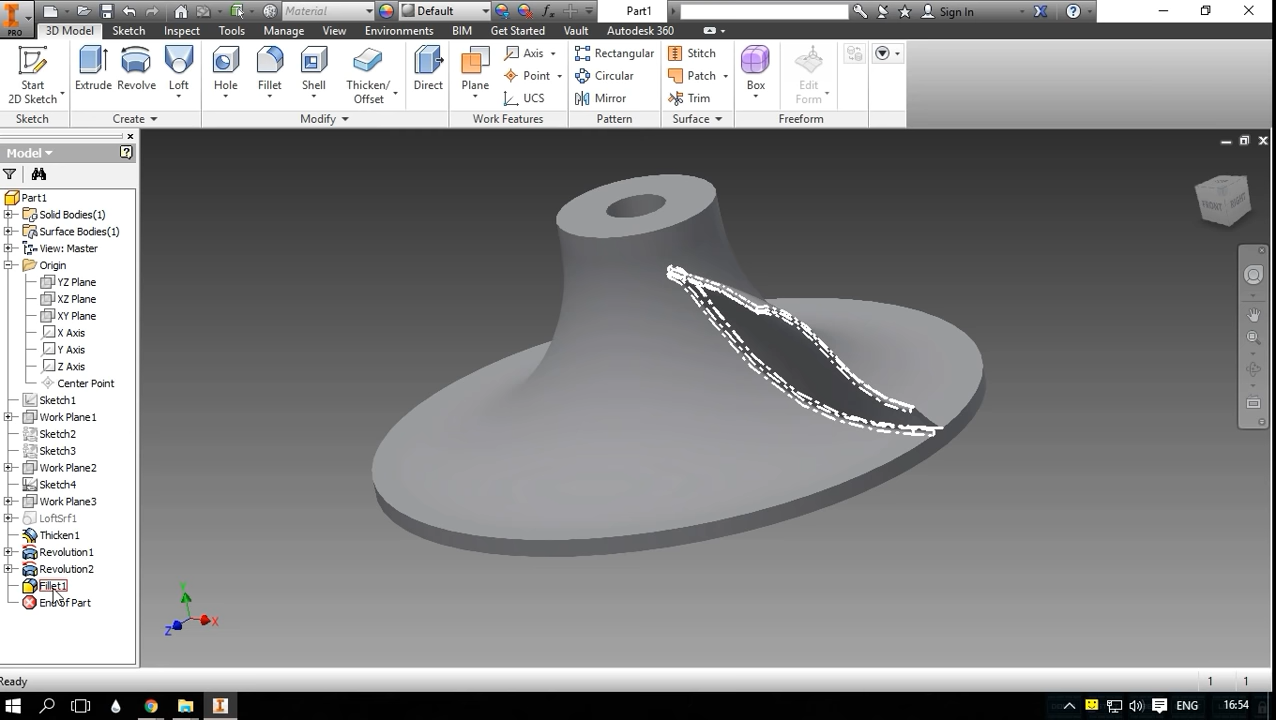 PRO
Material
Default
Part1
Sign In
3D Model
Sketch
Inspect
Tools
Manage
View
Environments
BIM
Get Started
Vault
Autodesk 360
Start
2D Sketch
Extrude
Revolve
Loft
Hole
Fillet
Shell
Thicken/
Offset
Direct
Plane
Axis
Point
UCS
Rectangular
Circular
Mirror
Stitch
Patch
Trim
Box
Edit
Form
Sketch
Create
Modify
Work Features
Pattern
Surface
Freeform
Model
Part1
Solid Bodies(1)
Surface Bodies(1)
View: Master
Origin
YZ Plane
XZ Plane
XY Plane
X Axis
Y Axis
Z Axis
Center Point
Sketch1
Work Plane1
Sketch2
Sketch3
Work Plane2
Sketch4
Work Plane3
LoftSrf1
Thicken1
Revolution1
Revolution2
Fillet1
End of Part
FRONT
RIGHT
Y
Z
X
Ready
1
1
ENG
16:54